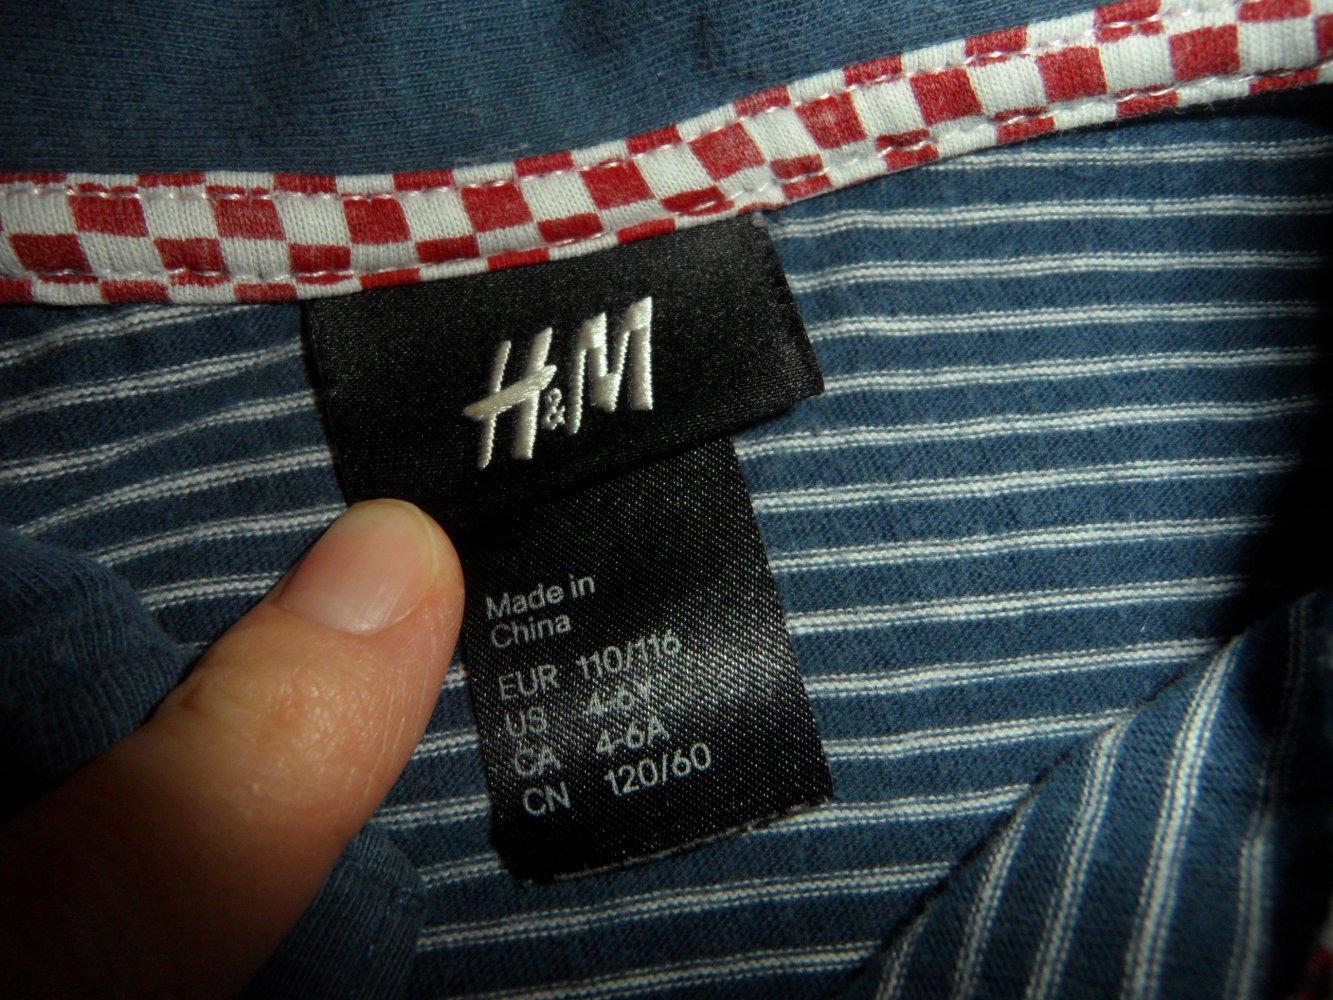 H&M
Made in
China
EUR 110/116
US 4-6Y
CA 4-6A
CN 120/60